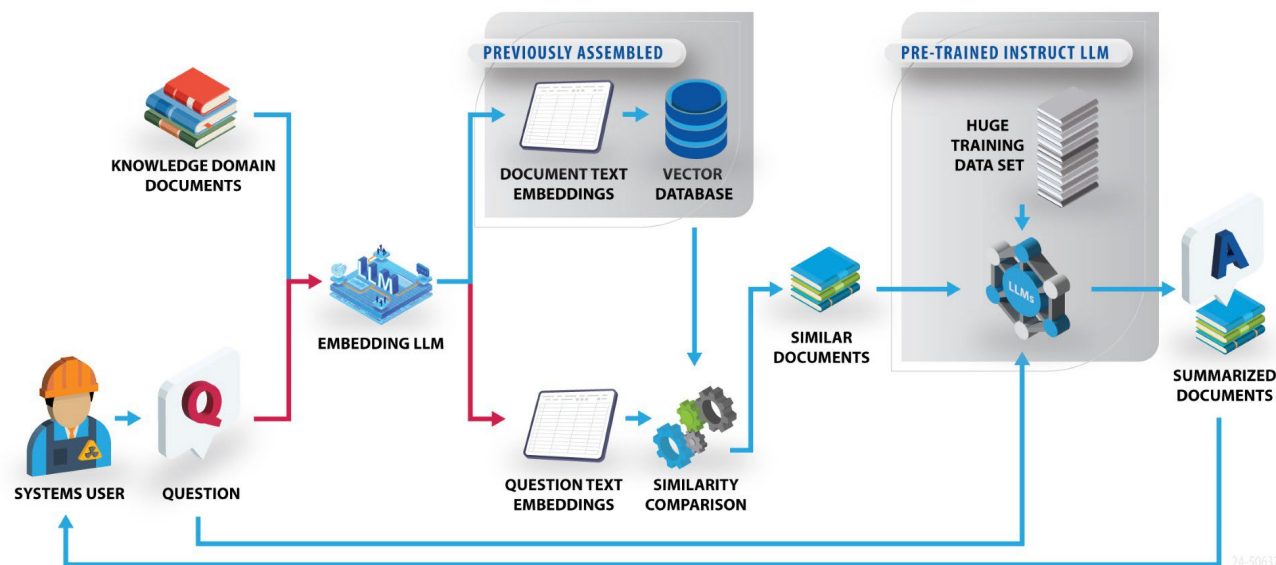 PREVIOUSLY ASSEMBLED
PRE-TRAINED INSTRUCT LLM
HUGE
TRAINING
DATA SET
KNOWLEDGE DOMAIN
DOCUMENTS
DOCUMENT TEXT
EMBEDDINGS
VECTOR
DATABASE
A
LLM
LLMs
EMBEDDING LLM
SIMILAR
DOCUMENTS
SUMMARIZED
DOCUMENTS
Q
SYSTEMS USER
QUESTION
QUESTION TEXT
EMBEDDINGS
SIMILARITY
COMPARISON